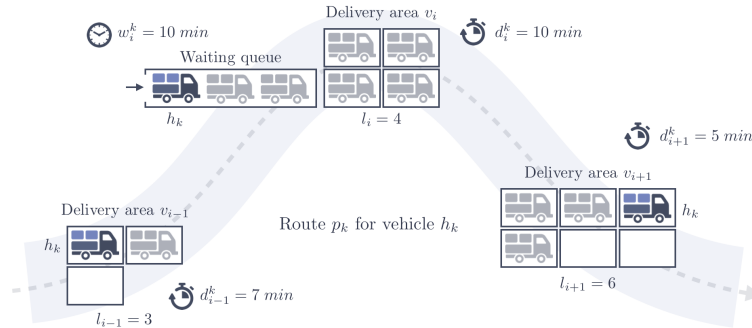 Delivery area v_i
w_i^k = 10 min
d_i^k = 10 min
Waiting queue
h_k
l_i = 4
d_{i+1}^k = 5 min
Delivery area v_{i+1}
Delivery area v_{i−1}
h_k
Route p_k for vehicle h_k
h_k
l_{i+1} = 6
d_{i−1}^k = 7 min
l_{i−1} = 3